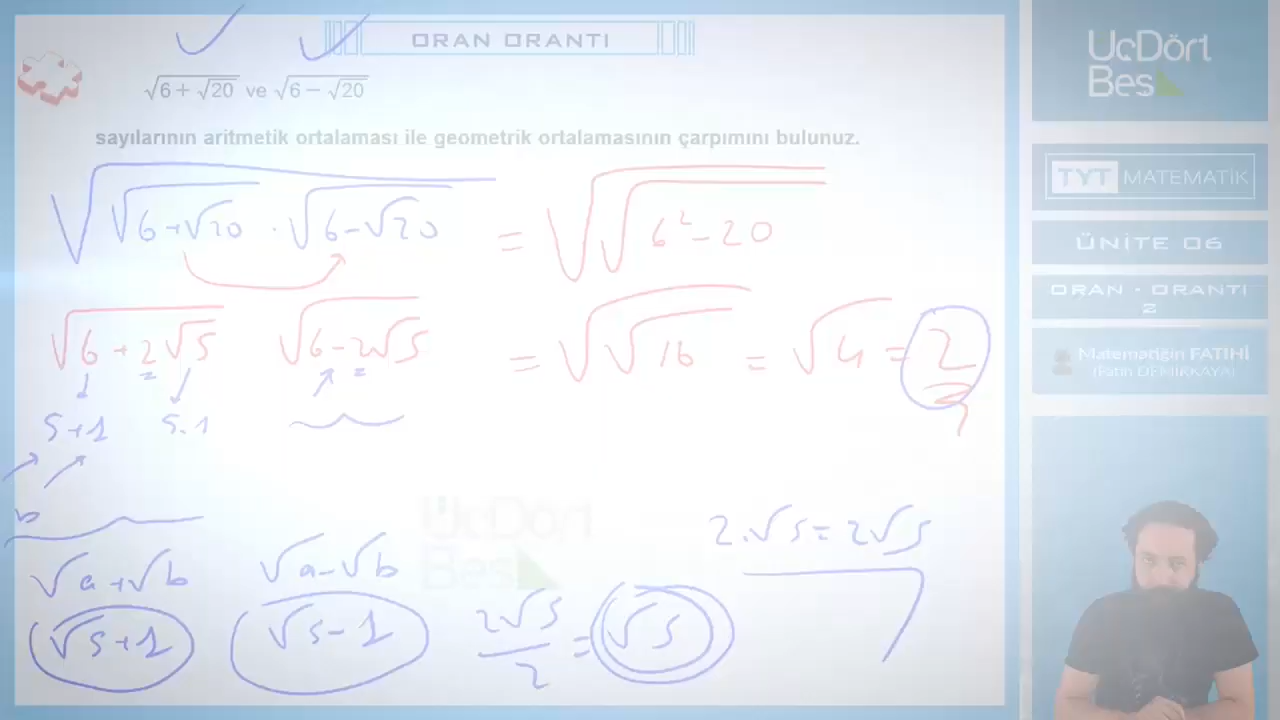 ORAN ORANTI
√6 + √20 ve √6 − √20
sayılarının aritmetik ortalaması ile geometrik ortalamasının çarpımını bulunuz.
√(√6+√20 · √6−√20) = √√6² − 20
√6 + 2√5 √6 − 2√5 = √√16 = √4 = 2
5+1 5.1
b
√a + √b √a − √b
√5+1 √5−1
2√5/2 = √5
2.√5 = 2√5
ÜçDört
Beş
UcDört
Bes
TYT MATEMATİK
ÜNİTE 06
ORAN - ORANTI
2
Matematiğin FATİHİ
(Fatih DEMİRKAYA)